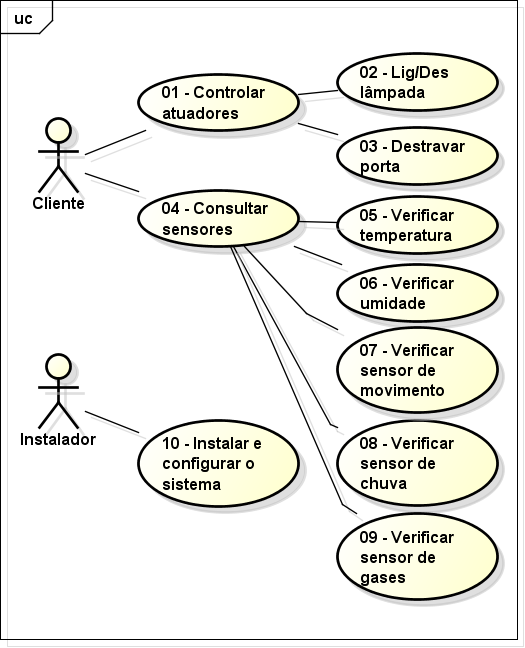 uc
01 - Controlar
atuadores
02 - Lig/Des
lâmpada
03 - Destravar
porta
Cliente
04 - Consultar
sensores
05 - Verificar
temperatura
06 - Verificar
umidade
07 - Verificar
sensor de
movimento
Instalador
10 - Instalar e
configurar o
sistema
08 - Verificar
sensor de
chuva
09 - Verificar
sensor de
gases